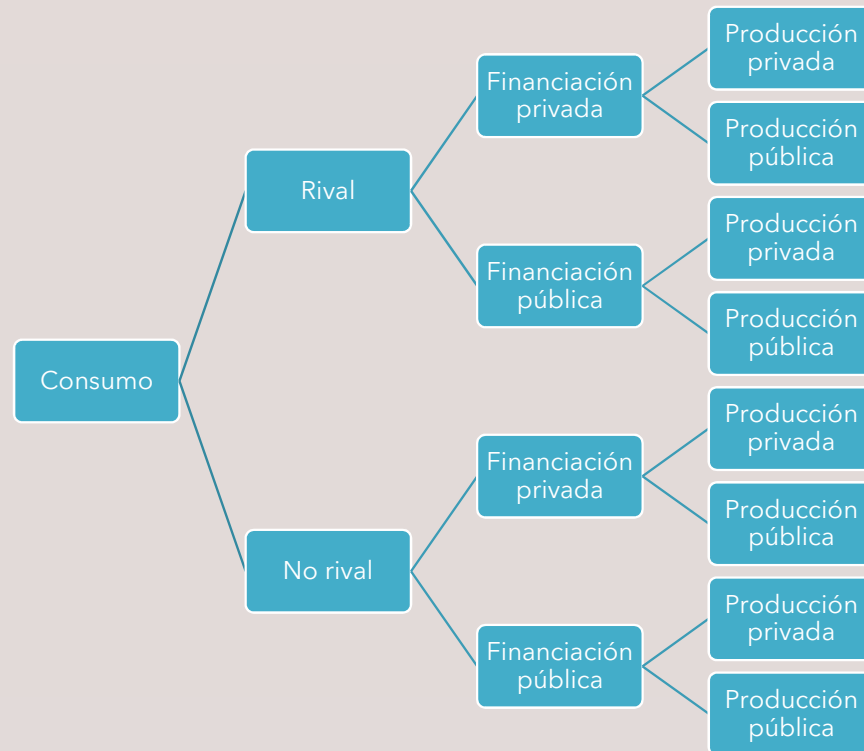 Consumo
Rival
Financiación
privada
Producción
privada
Producción
pública
Financiación
pública
Producción
privada
Producción
pública
No rival
Financiación
privada
Producción
privada
Producción
pública
Financiación
pública
Producción
privada
Producción
pública